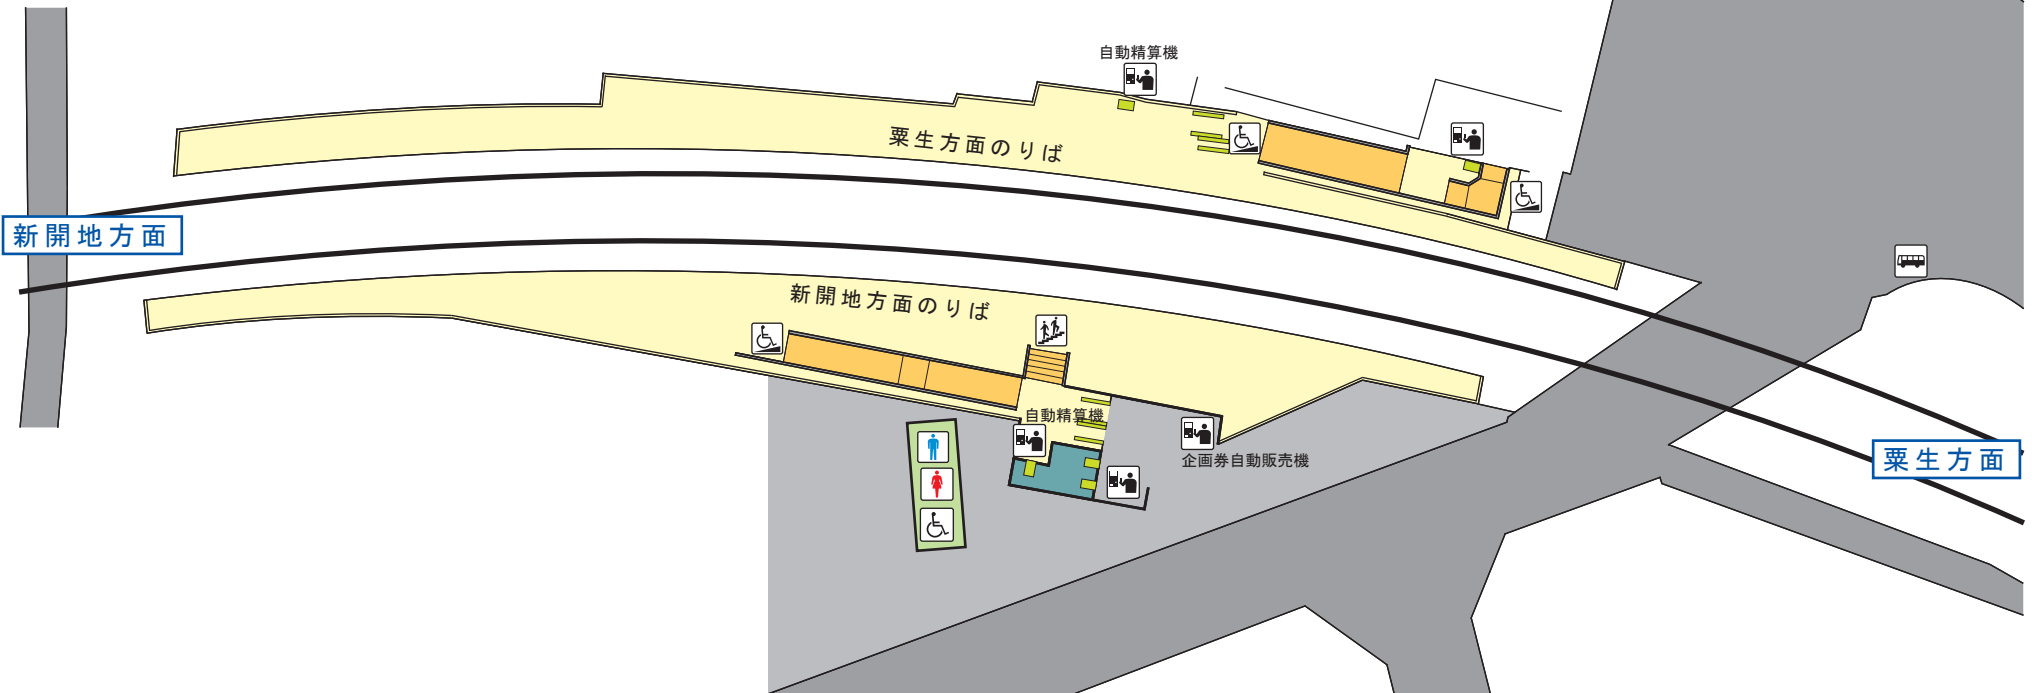 自動精算機
粟生方面のりば
新開地方面
新開地方面のりば
自動精算機
企画券自動販売機
粟生方面